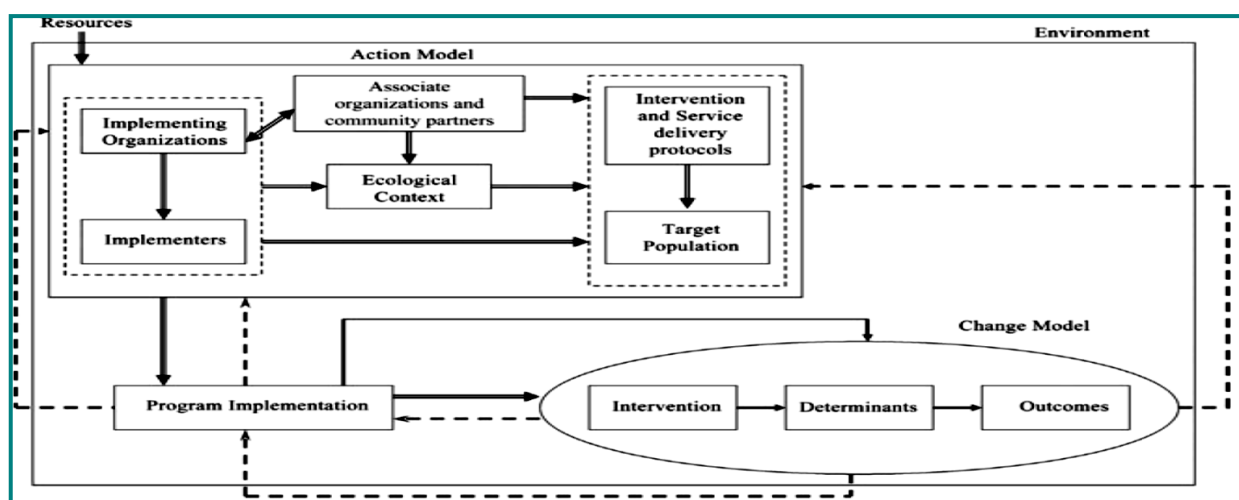 Resources
Environment
Action Model
Associate
organizations and
community partners
Implementing
Organizations
Intervention
and Service
delivery
protocols
Ecological
Context
Implementers
Target
Population
Change Model
Program Implementation
Intervention
Determinants
Outcomes